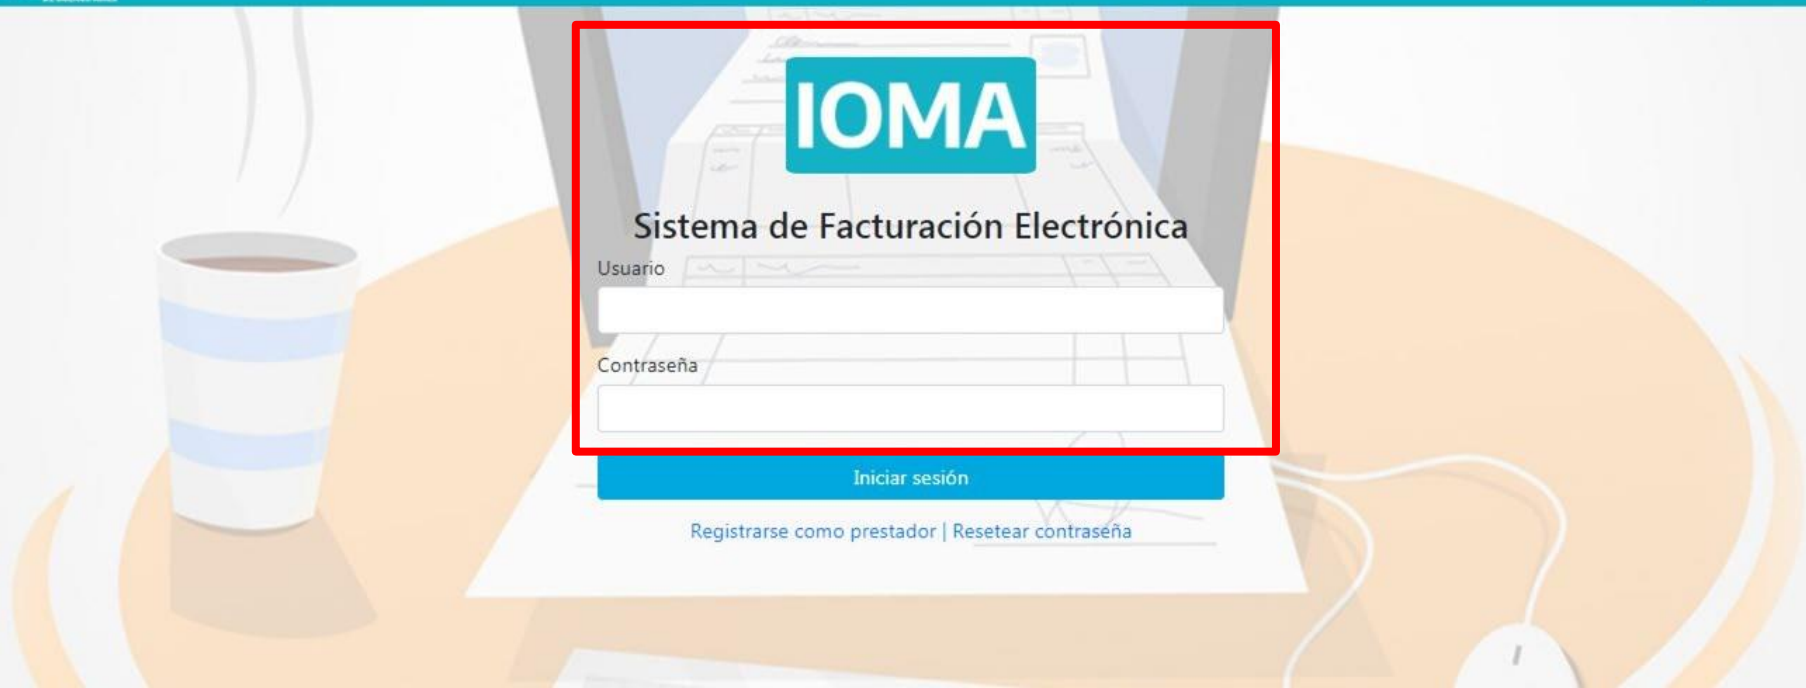 IOMA
Sistema de Facturación Electrónica
Usuario
Contraseña
Iniciar sesión
Registrarse como prestador | Resetear contraseña